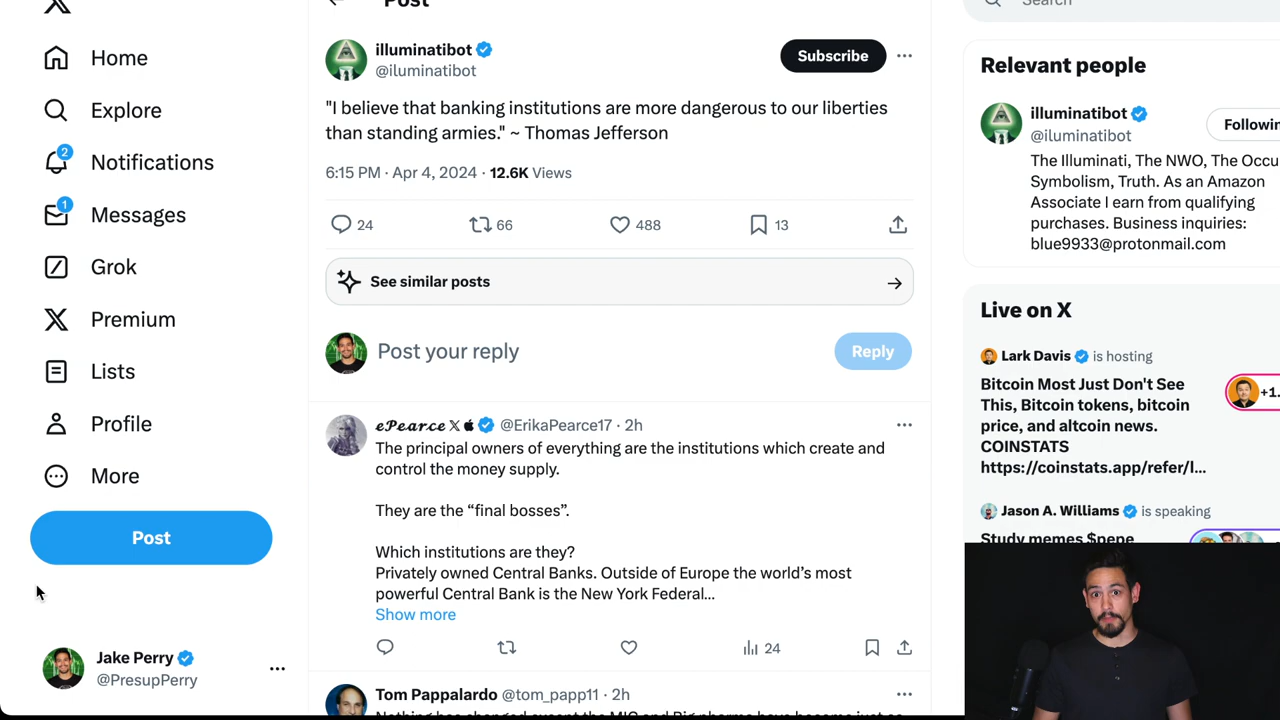 Post
Search
Home
Explore
2
Notifications
1
Messages
Grok
Premium
Lists
Profile
More
Post
Jake Perry
@PresupPerry
illuminatibot
@iluminatibot
Subscribe
"I believe that banking institutions are more dangerous to our liberties
than standing armies." ~ Thomas Jefferson
6:15 PM · Apr 4, 2024 · 12.6K Views
24 66 488 13
See similar posts
Post your reply
Reply
ePearce 𝕏 @ErikaPearce17 · 2h
The principal owners of everything are the institutions which create and
control the money supply.
They are the “final bosses”.
Which institutions are they?
Privately owned Central Banks. Outside of Europe the world’s most
powerful Central Bank is the New York Federal...
Show more
24
Tom Pappalardo @tom_papp11 · 2h
Relevant people
illuminatibot
@iluminatibot
Followin
The Illuminati, The NWO, The Occu
Symbolism, Truth. As an Amazon
Associate I earn from qualifying
purchases. Business inquiries:
blue9933@protonmail.com
Live on X
Lark Davis is hosting
Bitcoin Most Just Don't See
This, Bitcoin tokens, bitcoin
price, and altcoin news.
COINSTATS
https://coinstats.app/refer/l...
+1.
Jason A. Williams is speaking
Study memes $pepe